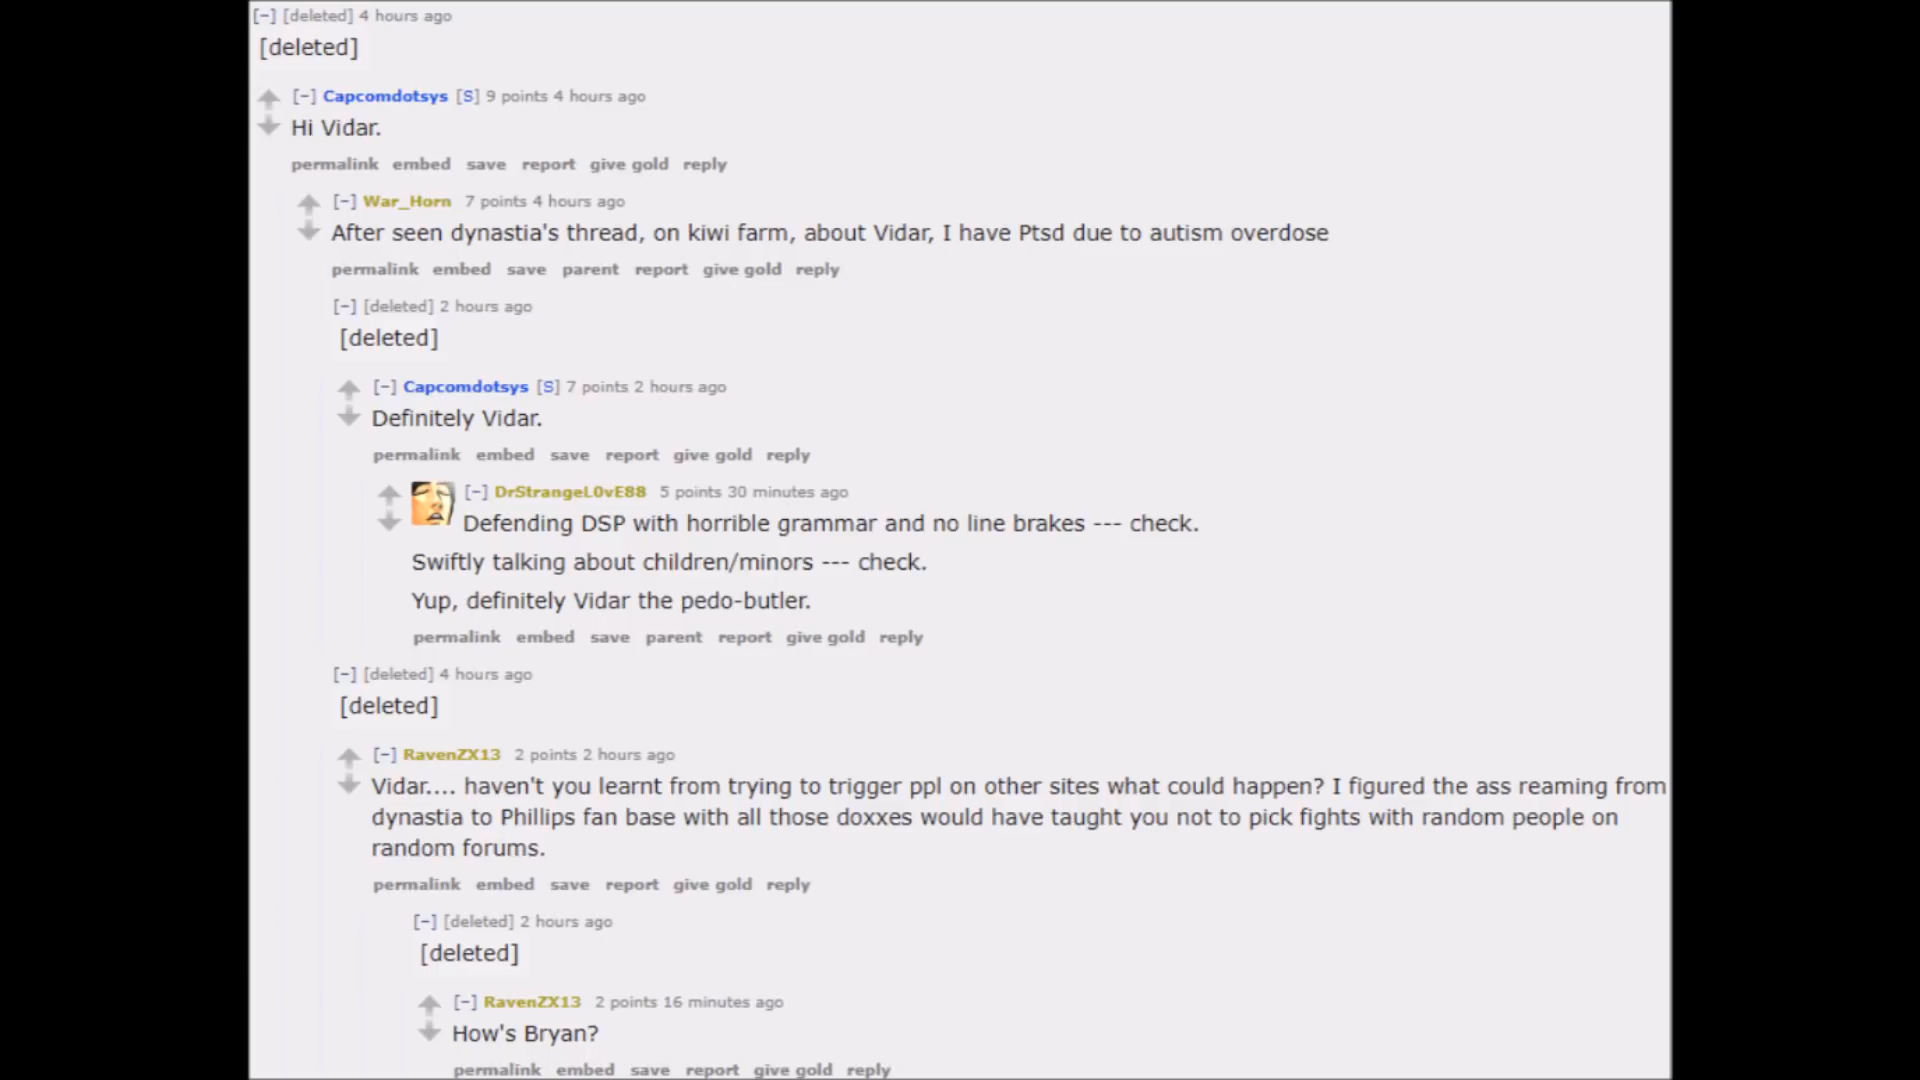 [-] [deleted] 4 hours ago
[deleted]
[-] Capcomdotsys [S] 9 points 4 hours ago
Hi Vidar.
permalink embed save report give gold reply
[-] War_Horn 7 points 4 hours ago
After seen dynastia's thread, on kiwi farm, about Vidar, I have Ptsd due to autism overdose
permalink embed save parent report give gold reply
[-] [deleted] 2 hours ago
[deleted]
[-] Capcomdotsys [S] 7 points 2 hours ago
Definitely Vidar.
permalink embed save report give gold reply
[-] DrStrangeL0vE88 5 points 30 minutes ago
Defending DSP with horrible grammar and no line brakes --- check.
Swiftly talking about children/minors --- check.
Yup, definitely Vidar the pedo-butler.
permalink embed save parent report give gold reply
[-] [deleted] 4 hours ago
[deleted]
[-] RavenZX13 2 points 2 hours ago
Vidar.... haven't you learnt from trying to trigger ppl on other sites what could happen? I figured the ass reaming from
dynastia to Phillips fan base with all those doxxes would have taught you not to pick fights with random people on
random forums.
permalink embed save report give gold reply
[-] [deleted] 2 hours ago
[deleted]
[-] RavenZX13 2 points 16 minutes ago
How's Bryan?
permalink embed save report give gold reply